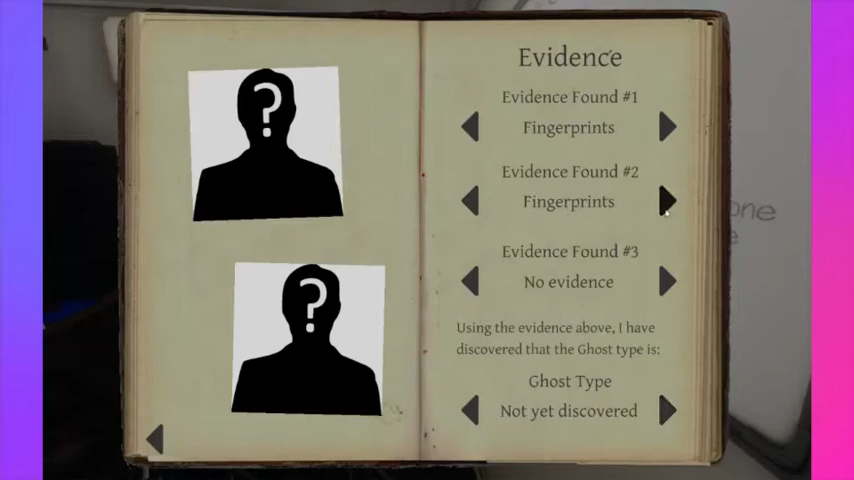 ?
?
Evidence
Evidence Found #1
Fingerprints
Evidence Found #2
Fingerprints
Evidence Found #3
No evidence
Using the evidence above, I have
discovered that the Ghost type is:
Ghost Type
Not yet discovered